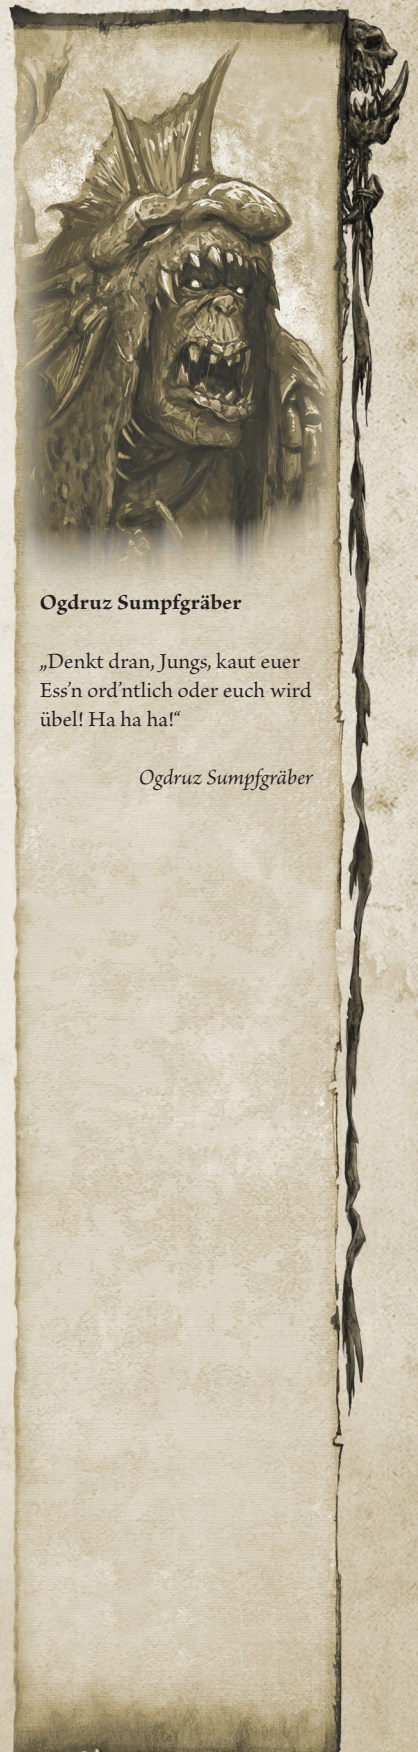 Ogdruz Sumpfgräber
„Denkt dran, Jungs, kaut euer
Ess’n ord’ntlich oder euch wird
übel! Ha ha ha!“
Ogdruz Sumpfgräber